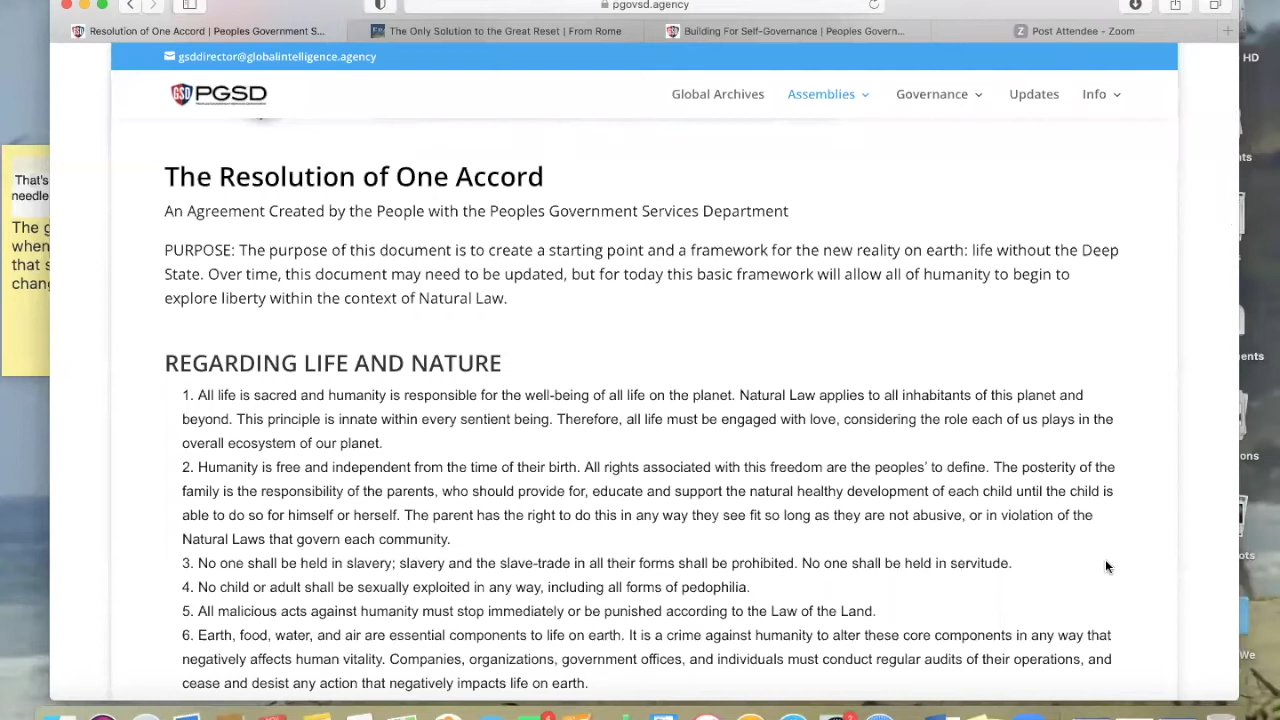 pgovsd.agency
Resolution of One Accord | Peoples Government S...
The Only Solution to the Great Reset | From Rome
Building For Self-Governance | Peoples Govern...
Z Post Attendee - Zoom
gsddirector@globalintelligence.agency
HD
GSD PGSD
Global Archives Assemblies Governance Updates Info
The Resolution of One Accord
An Agreement Created by the People with the Peoples Government Services Department
PURPOSE: The purpose of this document is to create a starting point and a framework for the new reality on earth: life without the Deep
State. Over time, this document may need to be updated, but for today this basic framework will allow all of humanity to begin to
explore liberty within the context of Natural Law.
REGARDING LIFE AND NATURE
1. All life is sacred and humanity is responsible for the well-being of all life on the planet. Natural Law applies to all inhabitants of this planet and
beyond. This principle is innate within every sentient being. Therefore, all life must be engaged with love, considering the role each of us plays in the
overall ecosystem of our planet.
2. Humanity is free and independent from the time of their birth. All rights associated with this freedom are the peoples' to define. The posterity of the
family is the responsibility of the parents, who should provide for, educate and support the natural healthy development of each child until the child is
able to do so for himself or herself. The parent has the right to do this in any way they see fit so long as they are not abusive, or in violation of the
Natural Laws that govern each community.
3. No one shall be held in slavery; slavery and the slave-trade in all their forms shall be prohibited. No one shall be held in servitude.
4. No child or adult shall be sexually exploited in any way, including all forms of pedophilia.
5. All malicious acts against humanity must stop immediately or be punished according to the Law of the Land.
6. Earth, food, water, and air are essential components to life on earth. It is a crime against humanity to alter these core components in any way that
negatively affects human vitality. Companies, organizations, government offices, and individuals must conduct regular audits of their operations, and
cease and desist any action that negatively impacts life on earth.
That's
needle
The g
when
that s
chang
nts
ents
ons
ots
We